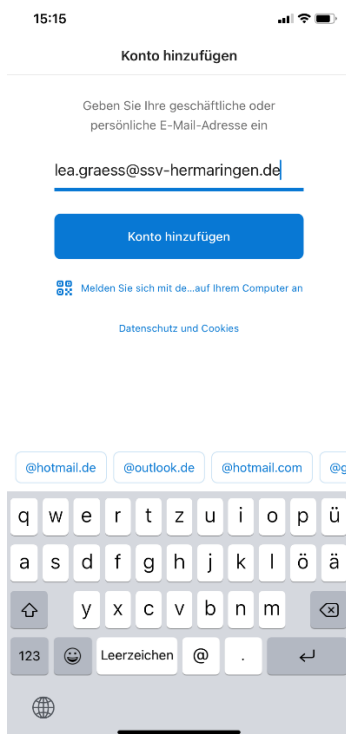 15:15
Konto hinzufügen
Geben Sie Ihre geschäftliche oder
persönliche E-Mail-Adresse ein
lea.graess@ssv-hermaringen.de
Konto hinzufügen
Melden Sie sich mit de...auf Ihrem Computer an
Datenschutz und Cookies
@hotmail.de @outlook.de @hotmail.com @g
q w e r t z u i o p ü
a s d f g h j k l ö ä
y x c v b n m
123 Leerzeichen @ .